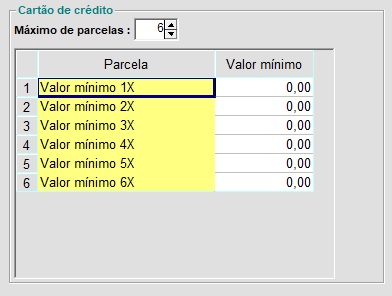 Cartão de crédito
Máximo de parcelas : 6
Parcela Valor mínimo
1 Valor mínimo 1X 0,00
2 Valor mínimo 2X 0,00
3 Valor mínimo 3X 0,00
4 Valor mínimo 4X 0,00
5 Valor mínimo 5X 0,00
6 Valor mínimo 6X 0,00